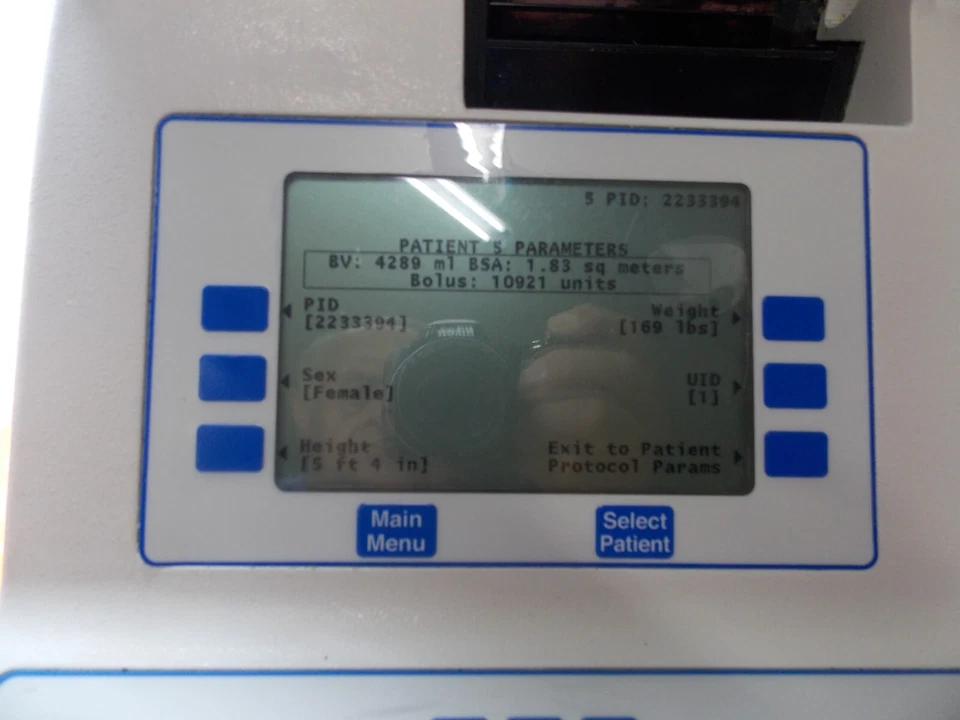 5 PID: 2233394
PATIENT 5 PARAMETERS
BV: 4289 ml BSA: 1.83 sq meters
Bolus: 10921 units
PID
[2233394]
Weight
[169 lbs]
Sex
[Female]
UID
[1]
Height
[5 ft 4 in]
Exit to Patient
Protocol Params
Main
Menu
Select
Patient